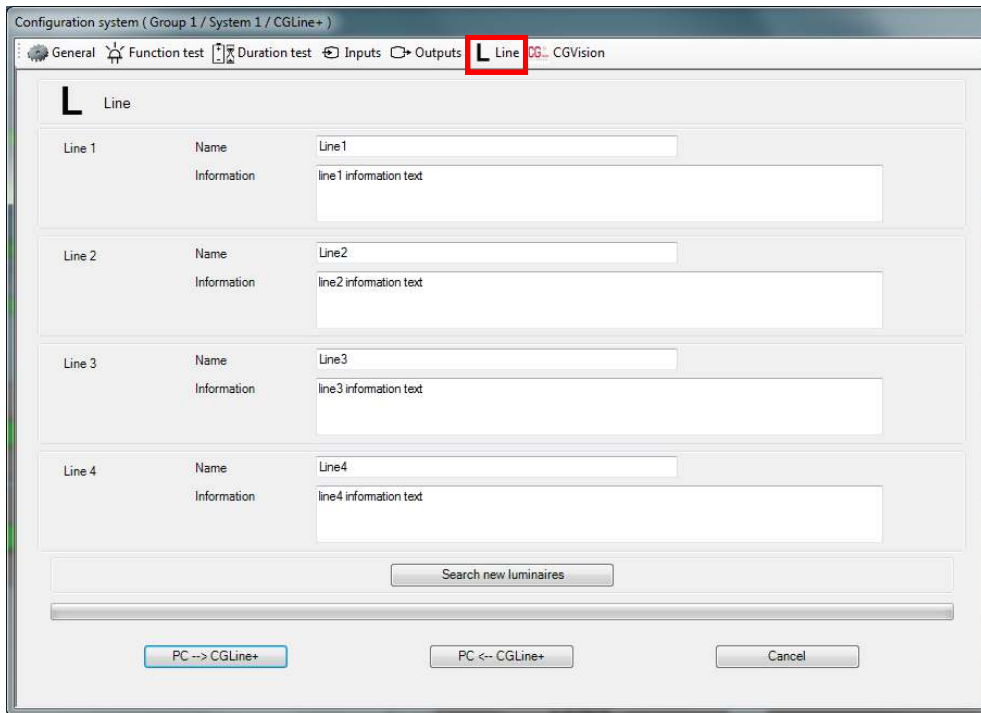 Configuration system ( Group 1 / System 1 / CGLine+ )
General Function test Duration test Inputs Outputs L Line CG CGVision
L Line
Line 1 Name Line1
Information line1 information text
Line 2 Name Line2
Information line2 information text
Line 3 Name Line3
Information line3 information text
Line 4 Name Line4
Information line4 information text
Search new luminaires
PC --> CGLine+ PC <-- CGLine+ Cancel